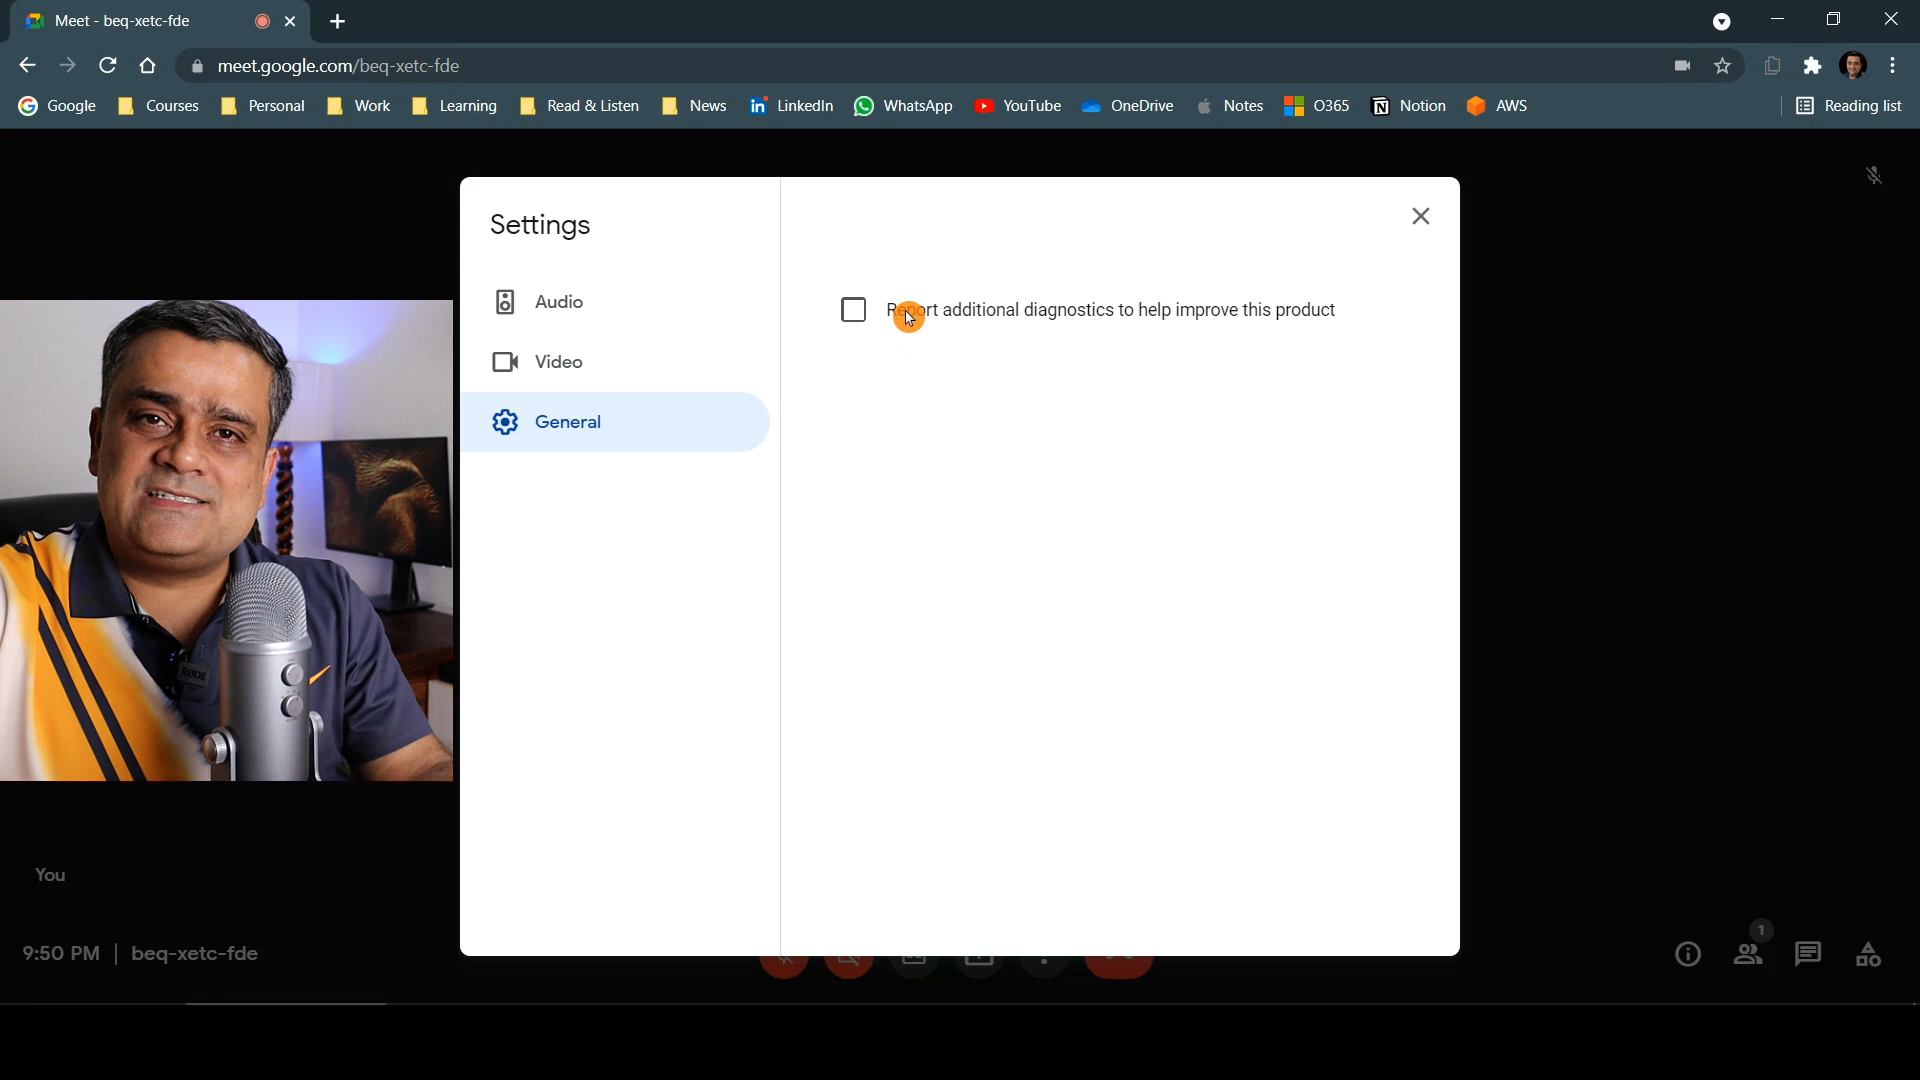 Meet - beq-xetc-fde
meet.google.com/beq-xetc-fde
Google Courses Personal Work Learning Read & Listen News LinkedIn WhatsApp YouTube OneDrive Notes O365 Notion AWS Reading list
Settings
Audio
Report additional diagnostics to help improve this product
Video
General
RØDE
You
9:50 PM | beq-xetc-fde
1